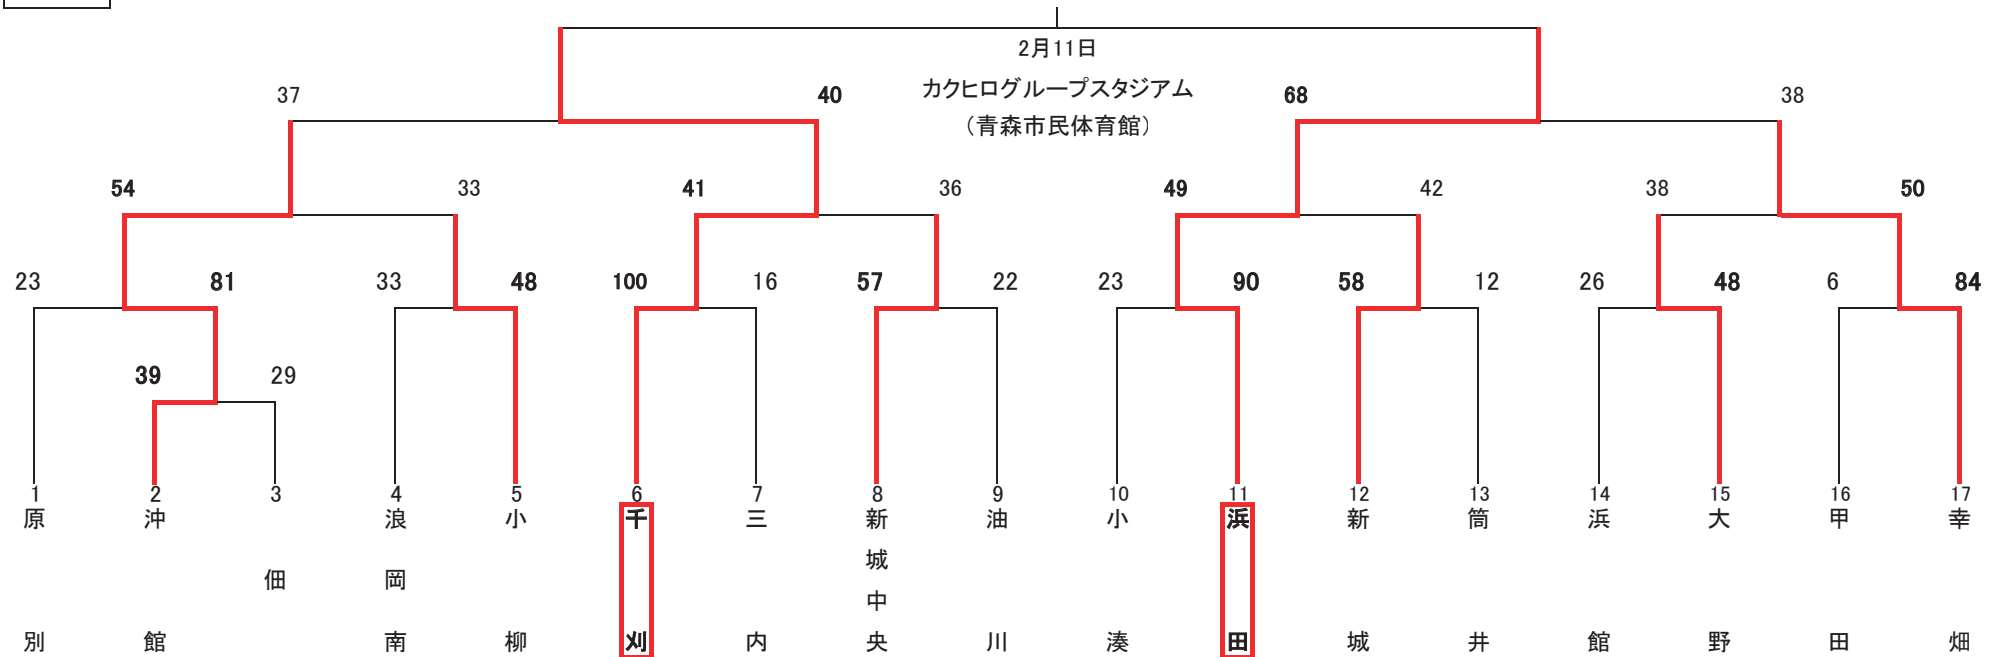 2月11日
カクヒログループスタジアム
(青森市民体育館)
37 40 68 38
54 33 41 36 49 42 38 50
23 81 33 48 100 16 57 22 23 90 58 12 26 48 6 84
39 29
1 2 3 4 5 6 7 8 9 10 11 12 13 14 15 16 17
原別
沖館
佃
浪岡南
小柳
千刈
三内
新城中央
油川
小湊
浜田
新城
筒井
浜館
大野
甲田
幸畑